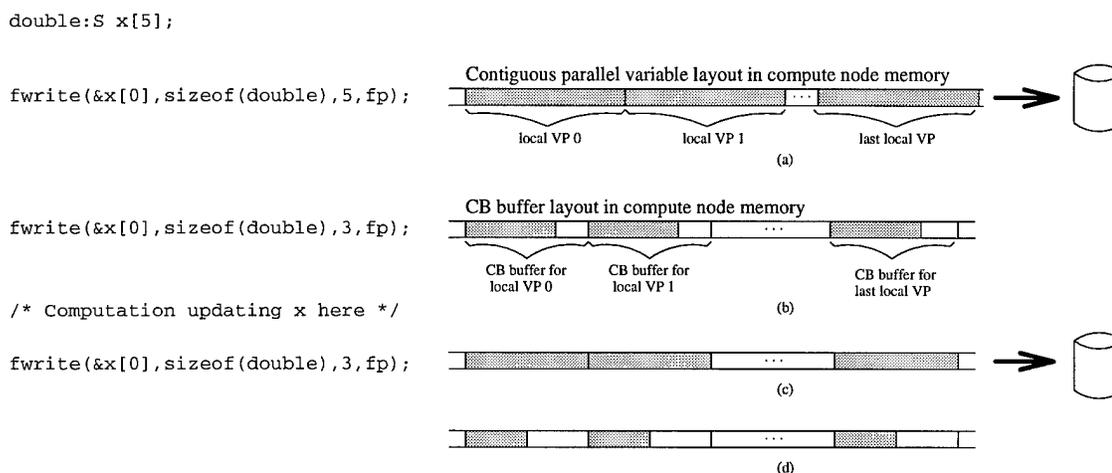 double:S x[5];
Contiguous parallel variable layout in compute node memory
fwrite(&x[0],sizeof(double),5,fp);
...
local VP 0
local VP 1
last local VP
(a)
CB buffer layout in compute node memory
fwrite(&x[0],sizeof(double),3,fp);
...
CB buffer for
local VP 0
CB buffer for
local VP 1
CB buffer for
last local VP
(b)
/* Computation updating x here */
fwrite(&x[0],sizeof(double),3,fp);
...
(c)
...
(d)